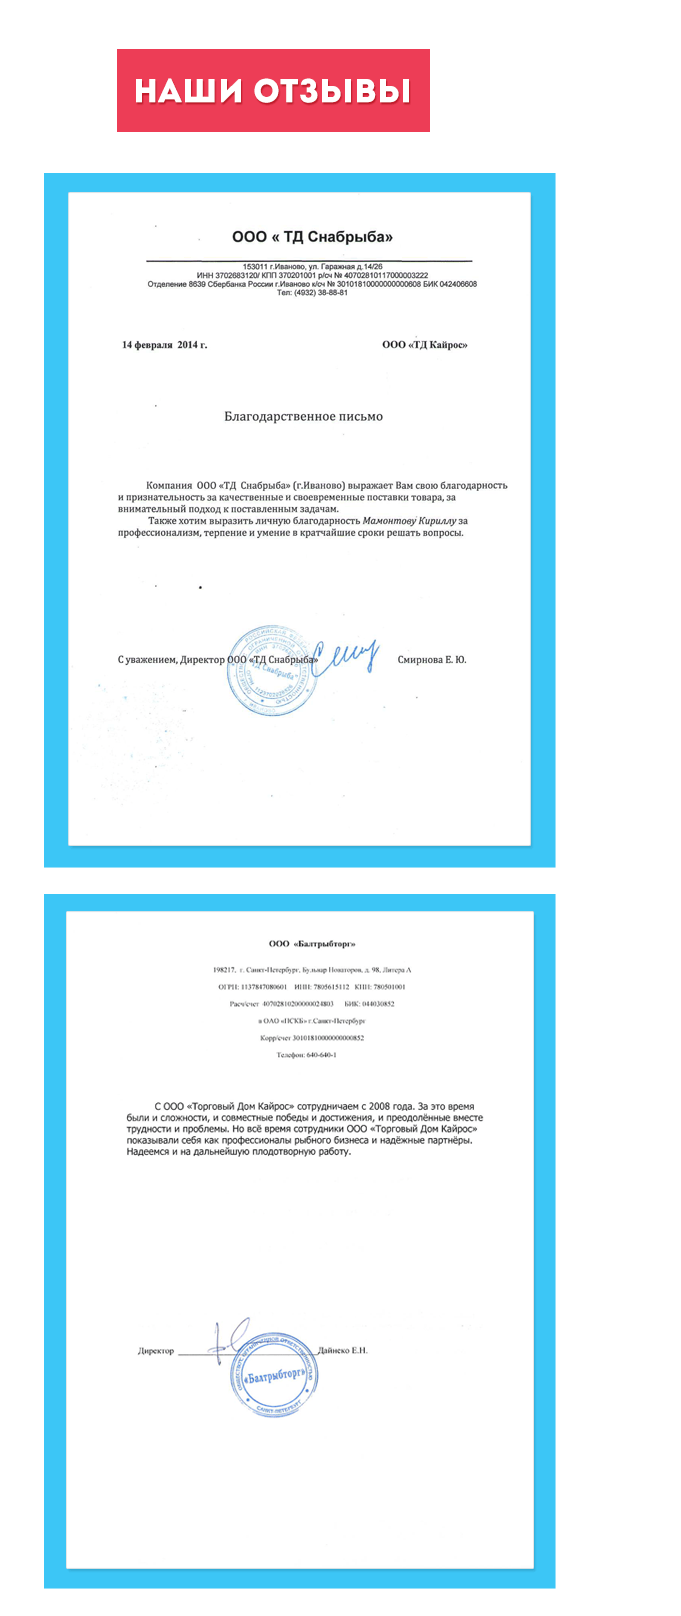 НАШИ ОТЗЫВЫ
ООО « ТД Снабрыба»
153011 г.Иваново, ул. Гаражная д.14/26
ИНН 3702683120/ КПП 370201001 р/сч № 40702810117000003222
Отделение 8639 Сбербанка России г.Иваново к/сч № 30101810000000000608 БИК 042406608
Тел: (4932) 38-88-81
14 февраля 2014 г. ООО «ТД Кайрос»
Благодарственное письмо
Компания ООО «ТД Снабрыба» (г.Иваново) выражает Вам свою благодарность
и признательность за качественные и своевременные поставки товара, за
внимательный подход к поставленным задачам.
Также хотим выразить личную благодарность Мамонтову Кириллу за
профессионализм, терпение и умение в кратчайшие сроки решать вопросы.
С уважением, Директор ООО «ТД Снабрыба» Смирнова Е. Ю.
ООО «Балтрыбторг»
198217, г. Санкт-Петербург, Бульвар Новаторов, д. 98, Литера А
ОГРН: 1137847080601 ИНН: 7805615112 КПП: 780501001
Расч/счет 40702810200000024803 БИК: 044030852
в ОАО «ПСКБ» г.Санкт-Петербург
Корр/счет 30101810000000000852
Телефон: 640-640-1
С ООО «Торговый Дом Кайрос» сотрудничаем с 2008 года. За это время
были и сложности, и совместные победы и достижения, и преодолённые вместе
трудности и проблемы. Но всё время сотрудники ООО «Торговый Дом Кайрос»
показывали себя как профессионалы рыбного бизнеса и надёжные партнёры.
Надеемся и на дальнейшую плодотворную работу.
Директор Дайнеко Е.Н.
ОБЩЕСТВО С ОГРАНИЧЕННОЙ ОТВЕТСТВЕННОСТЬЮ
«Балтрыбторг»
САНКТ-ПЕТЕРБУРГ